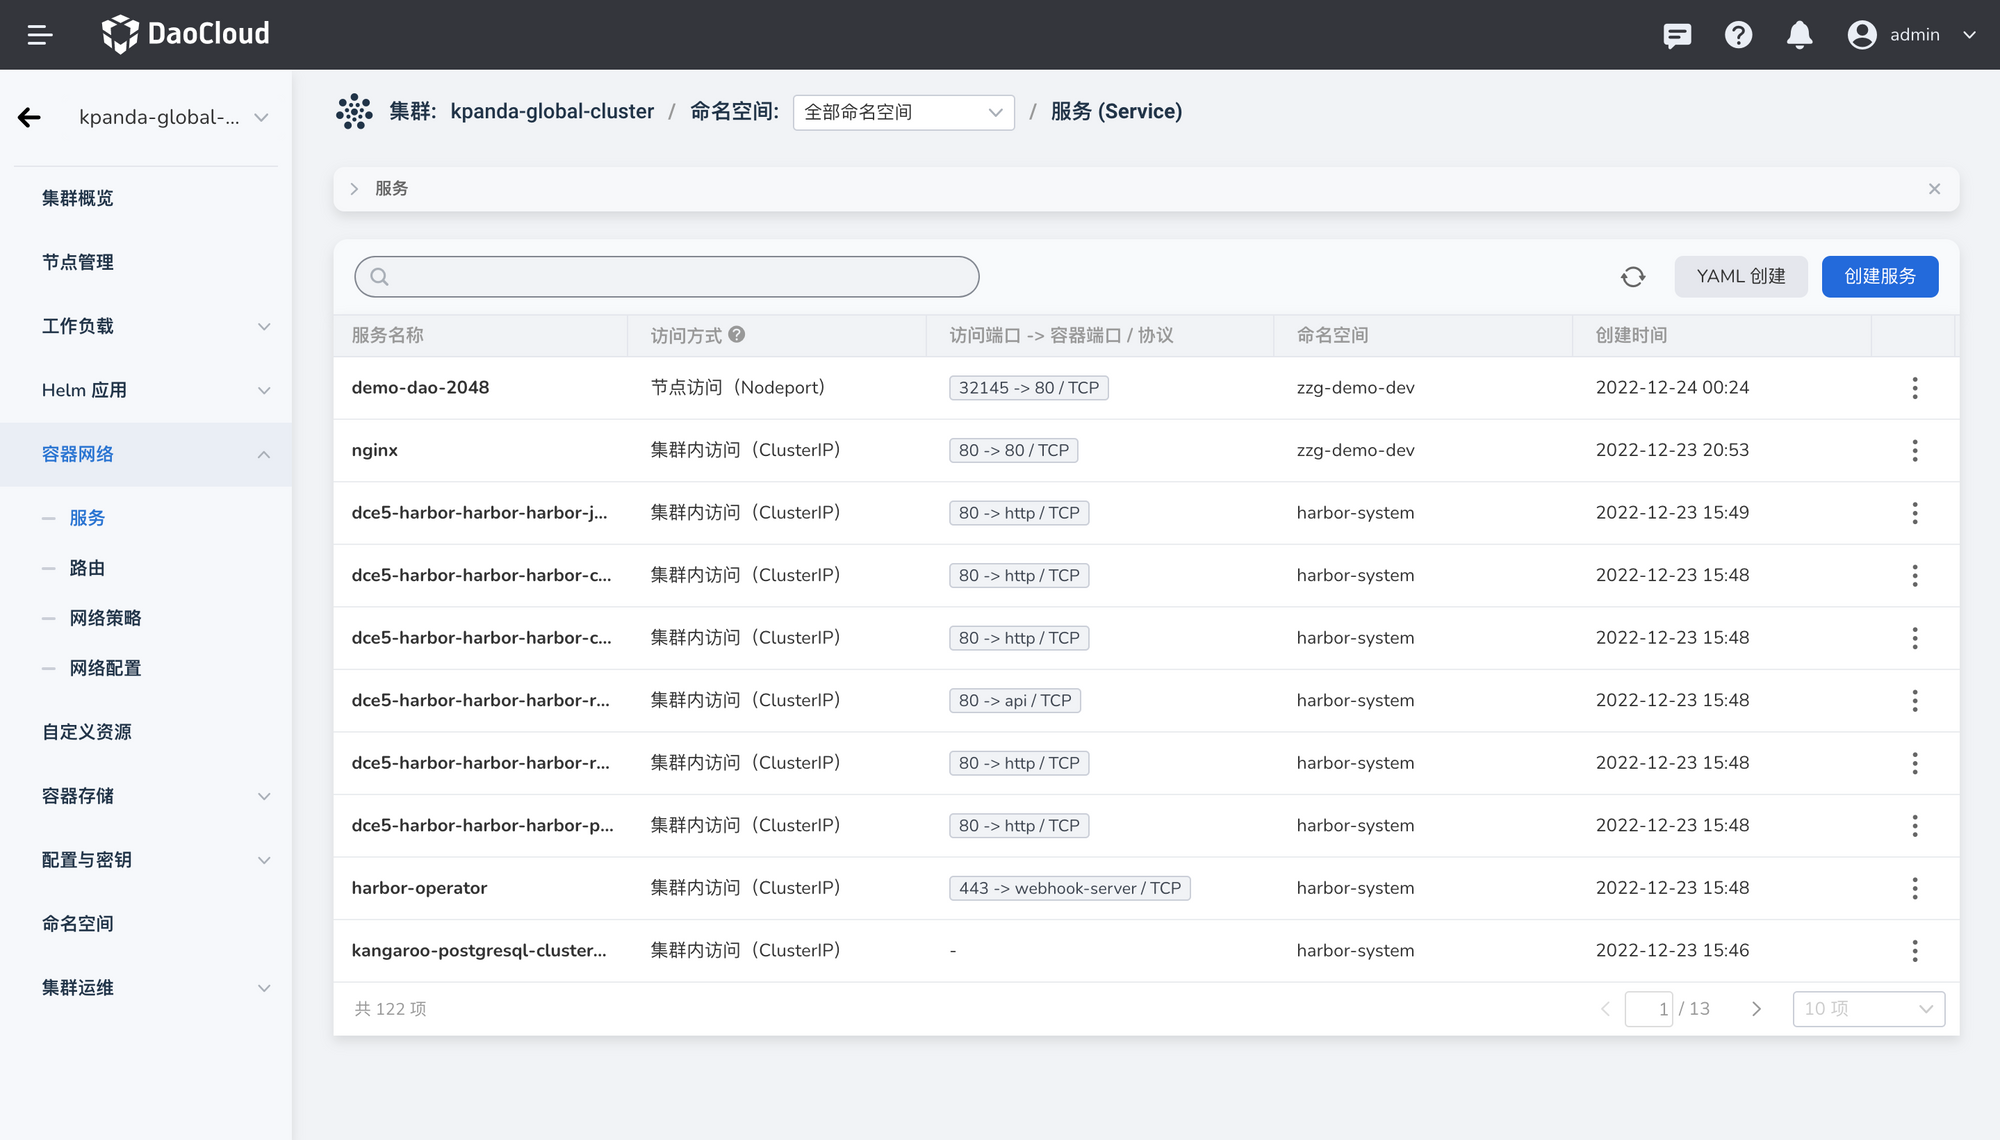 DaoCloud
admin
kpanda-global-...
集群: kpanda-global-cluster / 命名空间: 全部命名空间 / 服务 (Service)
集群概览
节点管理
工作负载
Helm 应用
容器网络
服务
路由
网络策略
网络配置
自定义资源
容器存储
配置与密钥
命名空间
集群运维
服务
YAML 创建
创建服务
服务名称 访问方式 访问端口 -> 容器端口 / 协议 命名空间 创建时间
demo-dao-2048 节点访问（Nodeport） 32145 -> 80 / TCP zzg-demo-dev 2022-12-24 00:24
nginx 集群内访问（ClusterIP） 80 -> 80 / TCP zzg-demo-dev 2022-12-23 20:53
dce5-harbor-harbor-harbor-j... 集群内访问（ClusterIP） 80 -> http / TCP harbor-system 2022-12-23 15:49
dce5-harbor-harbor-harbor-c... 集群内访问（ClusterIP） 80 -> http / TCP harbor-system 2022-12-23 15:48
dce5-harbor-harbor-harbor-c... 集群内访问（ClusterIP） 80 -> http / TCP harbor-system 2022-12-23 15:48
dce5-harbor-harbor-harbor-r... 集群内访问（ClusterIP） 80 -> api / TCP harbor-system 2022-12-23 15:48
dce5-harbor-harbor-harbor-r... 集群内访问（ClusterIP） 80 -> http / TCP harbor-system 2022-12-23 15:48
dce5-harbor-harbor-harbor-p... 集群内访问（ClusterIP） 80 -> http / TCP harbor-system 2022-12-23 15:48
harbor-operator 集群内访问（ClusterIP） 443 -> webhook-server / TCP harbor-system 2022-12-23 15:48
kangaroo-postgresql-cluster... 集群内访问（ClusterIP） - harbor-system 2022-12-23 15:46
共 122 项 1 / 13 10 项